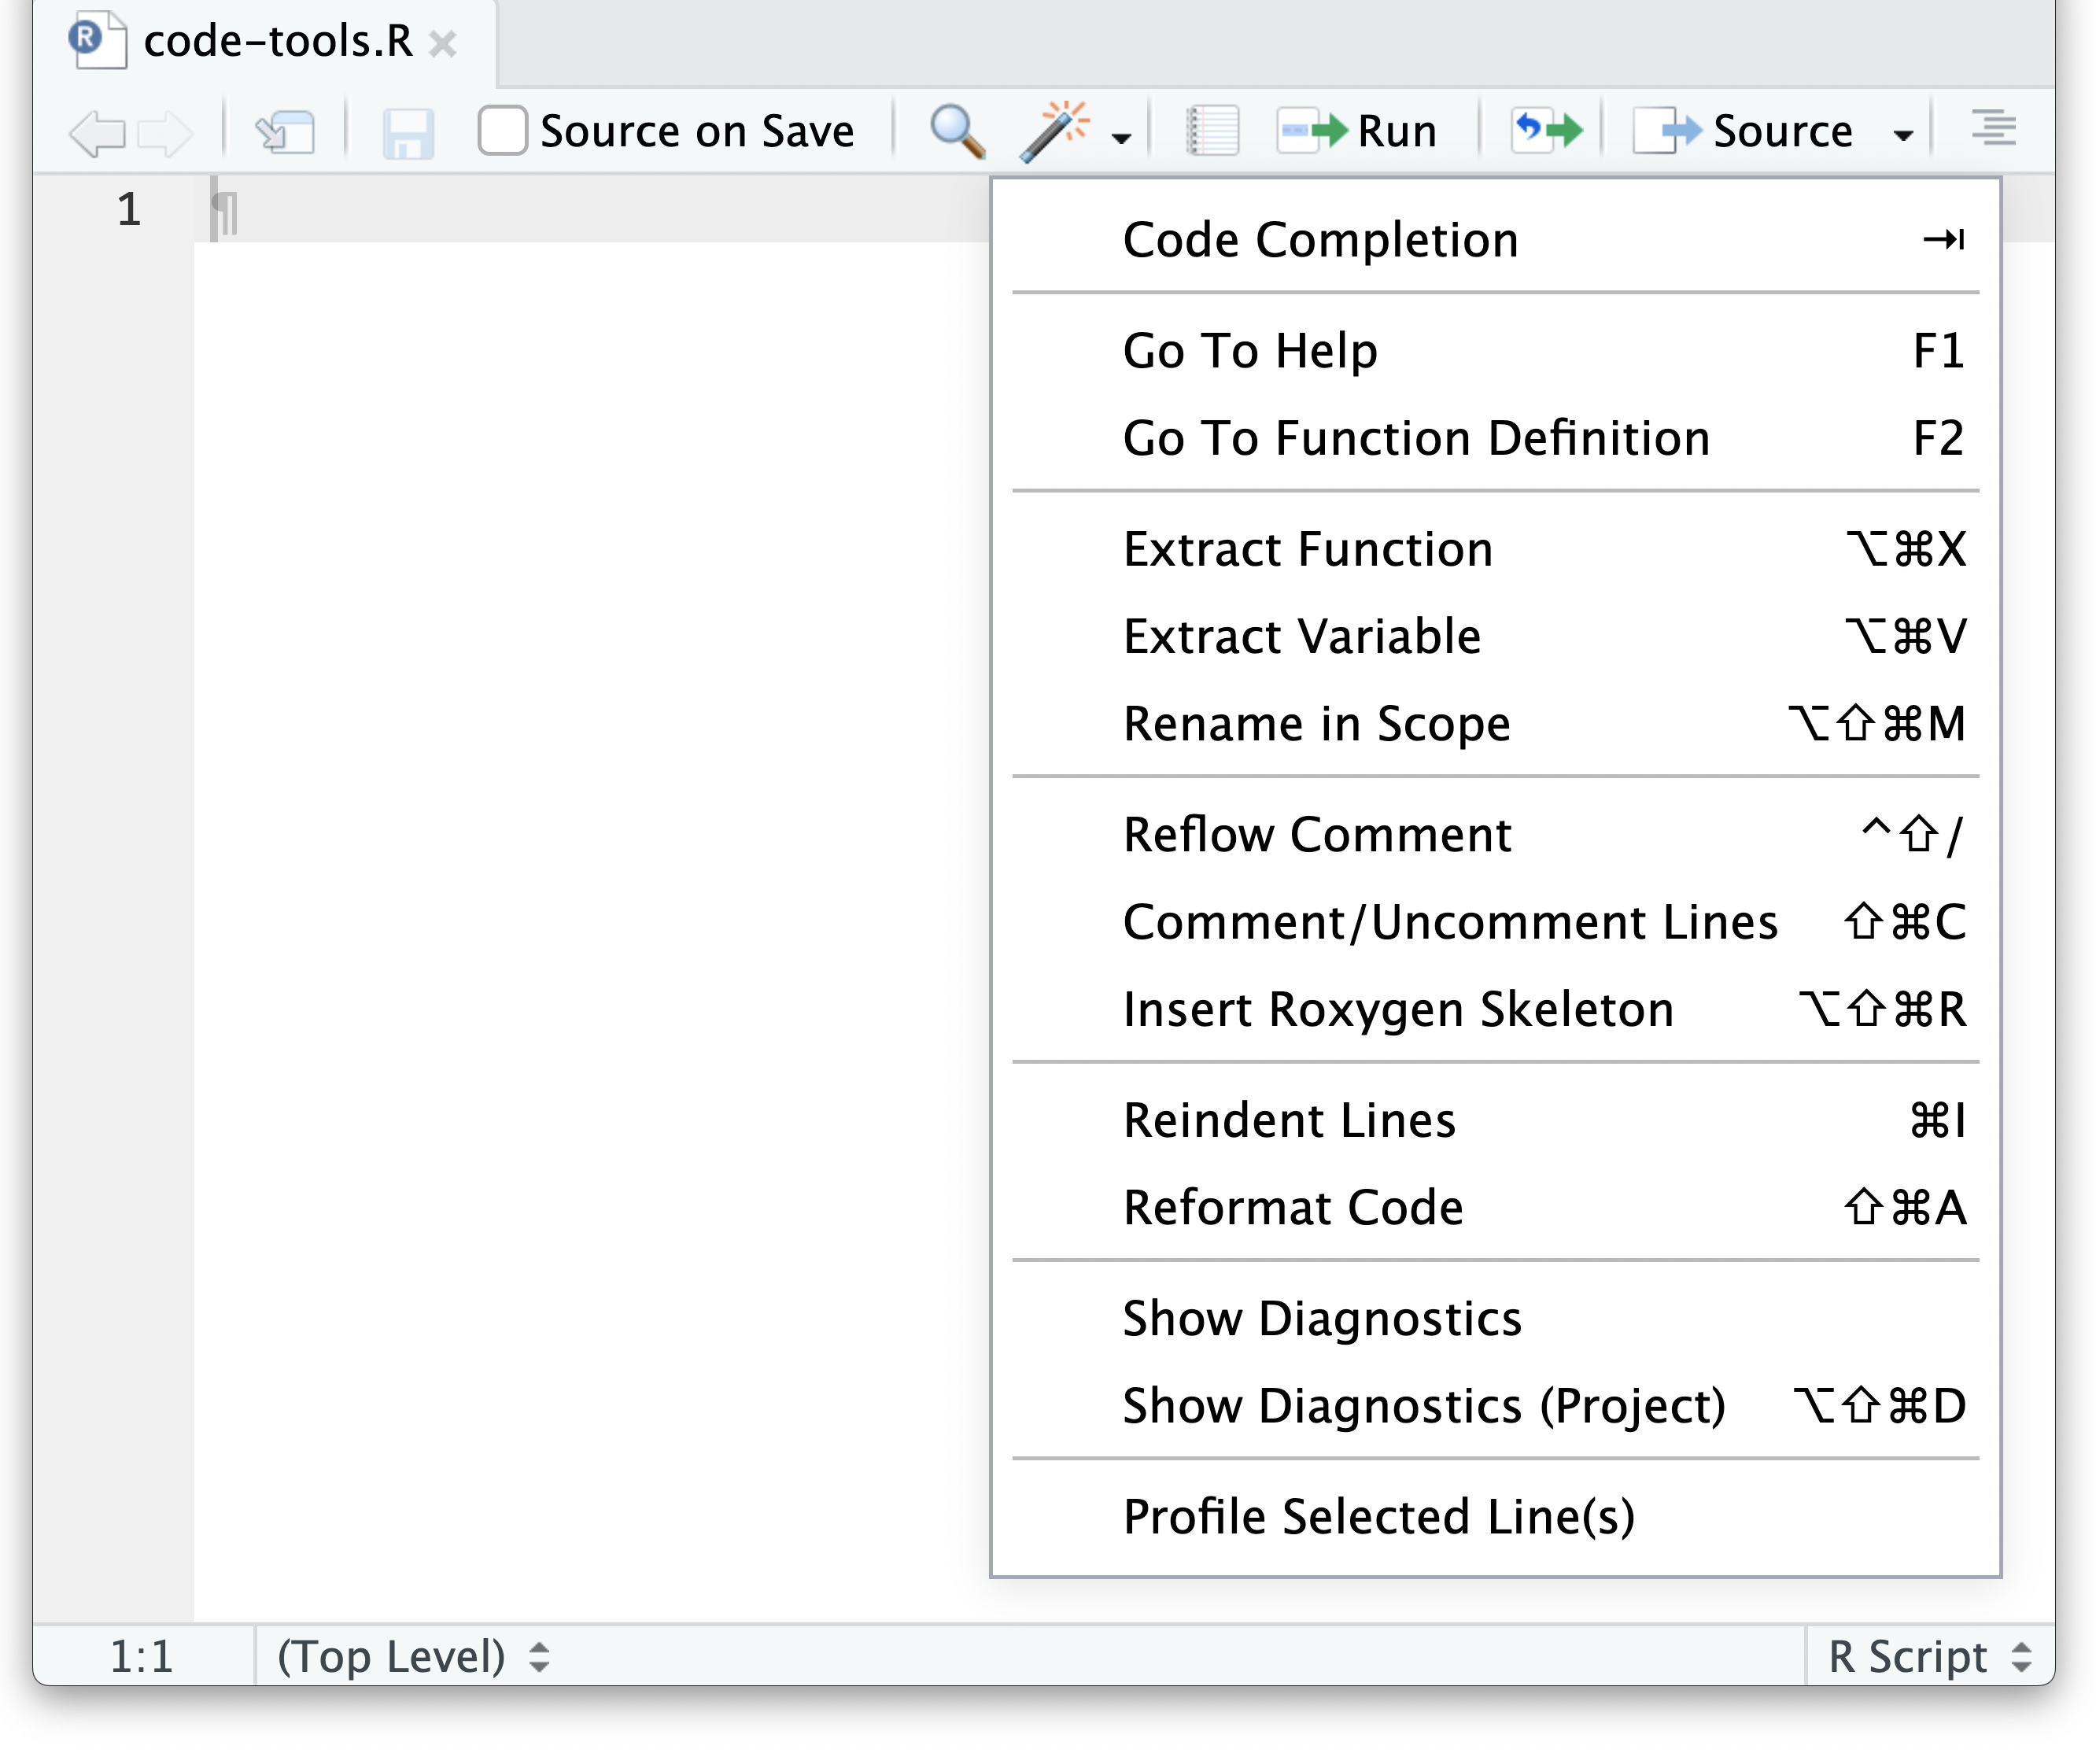 code-tools.R
Source on Save Run Source
1 ¶
Code Completion ⇥
Go To Help F1
Go To Function Definition F2
Extract Function ⌥⌘X
Extract Variable ⌥⌘V
Rename in Scope ⌥⇧⌘M
Reflow Comment ^⇧/
Comment/Uncomment Lines ⇧⌘C
Insert Roxygen Skeleton ⌥⇧⌘R
Reindent Lines ⌘I
Reformat Code ⇧⌘A
Show Diagnostics
Show Diagnostics (Project) ⌥⇧⌘D
Profile Selected Line(s)
1:1 (Top Level) R Script